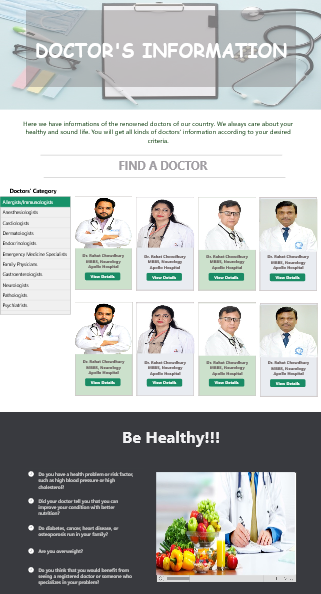 DOCTOR'S INFORMATION
Here we have informations of the renowned doctors of our country. We always care about your
healthy and sound life. You will get all kinds of doctors' information according to your desired
criteria.
FIND A DOCTOR
Doctors' Category
Allergists/Immunologists
Anesthesiologists
Cardiologists
Dermatologists
Endocrinologists
Emergency Medicine Specialists
Family Physicians
Gastroenterologists
Neurologists
Pathologists
Psychiatrists
Dr. Rahat Chowdhury
MBBS, Neurology
Apollo Hospital
View Details
Dr. Rahat Chowdhury
MBBS, Neurology
Apollo Hospital
View Details
Dr. Rahat Chowdhury
MBBS, Neurology
Apollo Hospital
View Details
Dr. Rahat Chowdhury
MBBS, Neurology
Apollo Hospital
View Details
Dr. Rahat Chowdhury
MBBS, Neurology
Apollo Hospital
View Details
Dr. Rahat Chowdhury
MBBS, Neurology
Apollo Hospital
View Details
Dr. Rahat Chowdhury
MBBS, Neurology
Apollo Hospital
View Details
Dr. Rahat Chowdhury
MBBS, Neurology
Apollo Hospital
View Details
Be Healthy!!!
Do you have a health problem or risk factor,
such as high blood pressure or high
cholesterol?
Did your doctor tell you that you can
improve your condition with better
nutrition?
Do diabetes, cancer, heart disease, or
osteoporosis run in your family?
Are you overweight?
Do you think that you would benefit from
seeing a registered doctor or someone who
specializes in your problem?